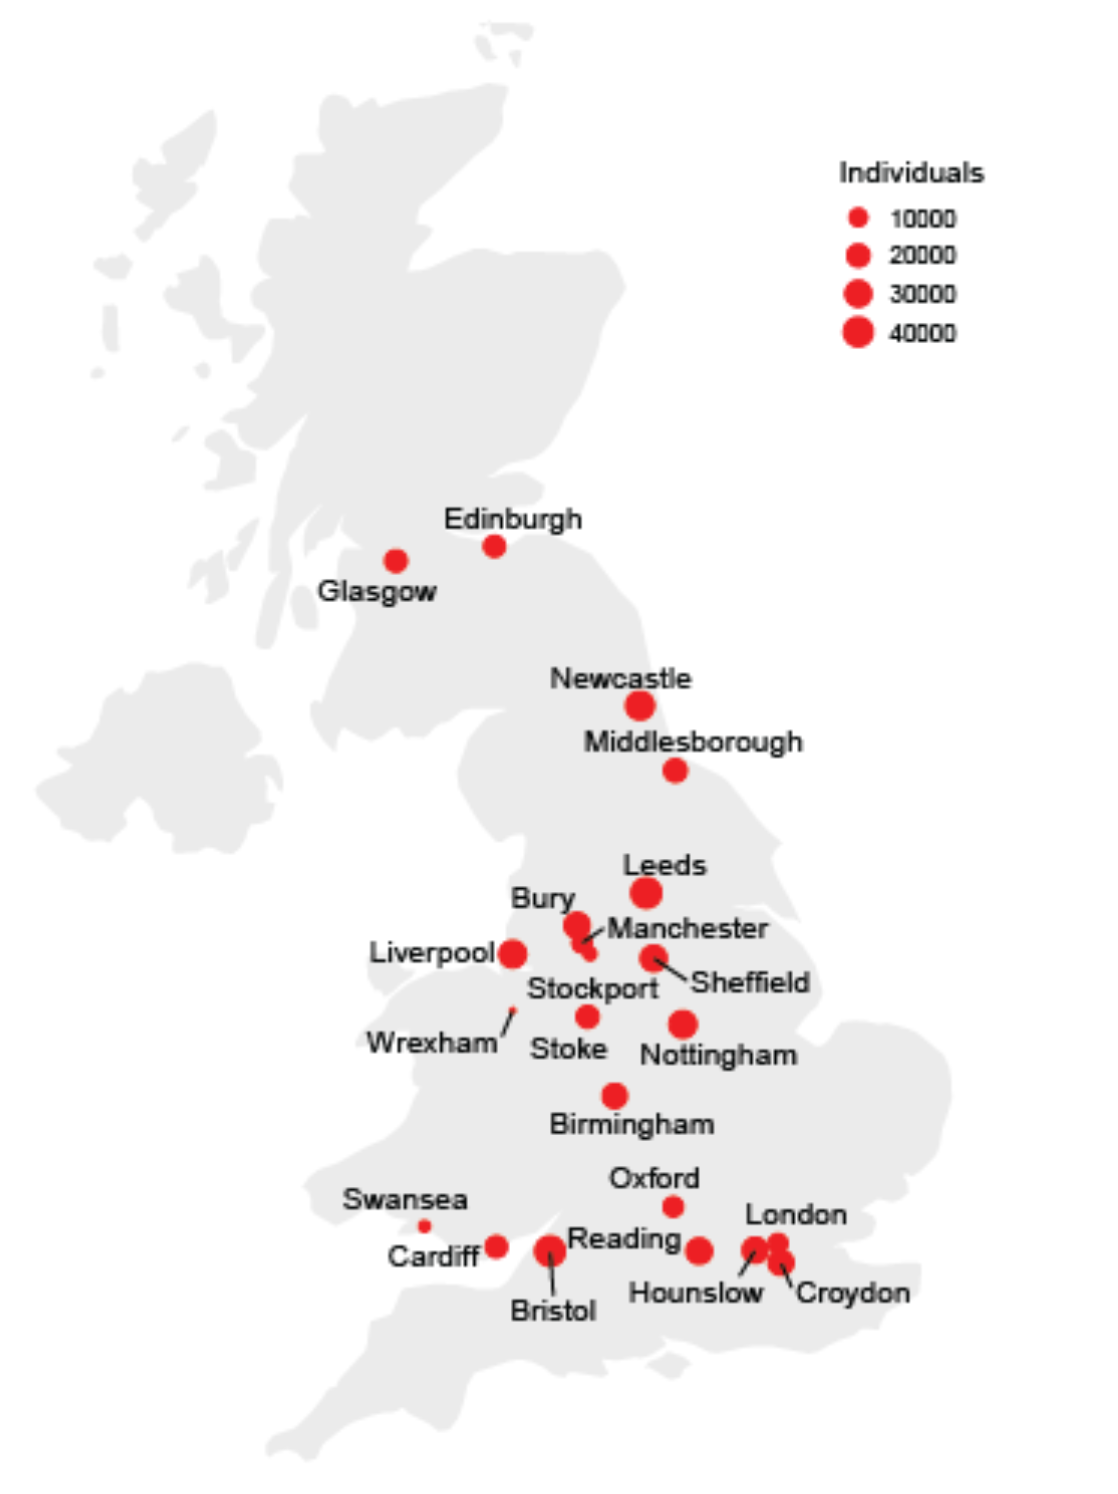 Individuals
10000
20000
30000
40000
Edinburgh
Glasgow
Newcastle
Middlesborough
Leeds
Bury
Manchester
Liverpool
Sheffield
Stockport
Wrexham
Stoke
Nottingham
Birmingham
Oxford
Swansea
London
Reading
Cardiff
Hounslow
Croydon
Bristol